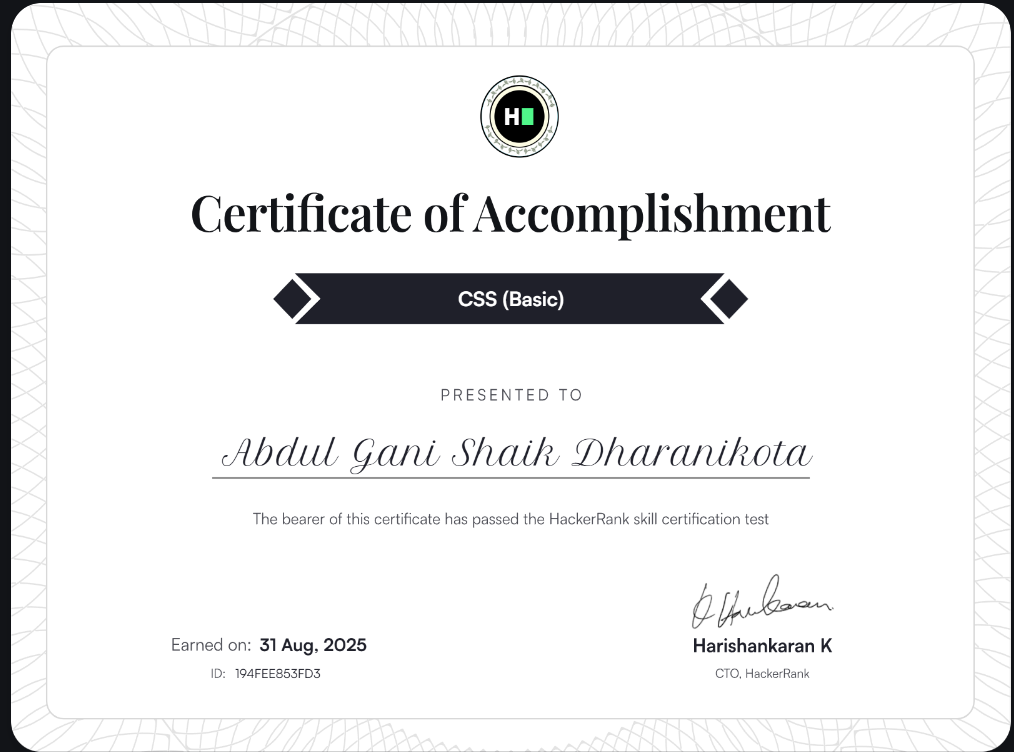 H
Certificate of Accomplishment
CSS (Basic)
PRESENTED TO
Abdul Gani Shaik Dharanikota
The bearer of this certificate has passed the HackerRank skill certification test
Earned on: 31 Aug, 2025
Harishankaran K
ID: 194FEE853FD3
CTO, HackerRank